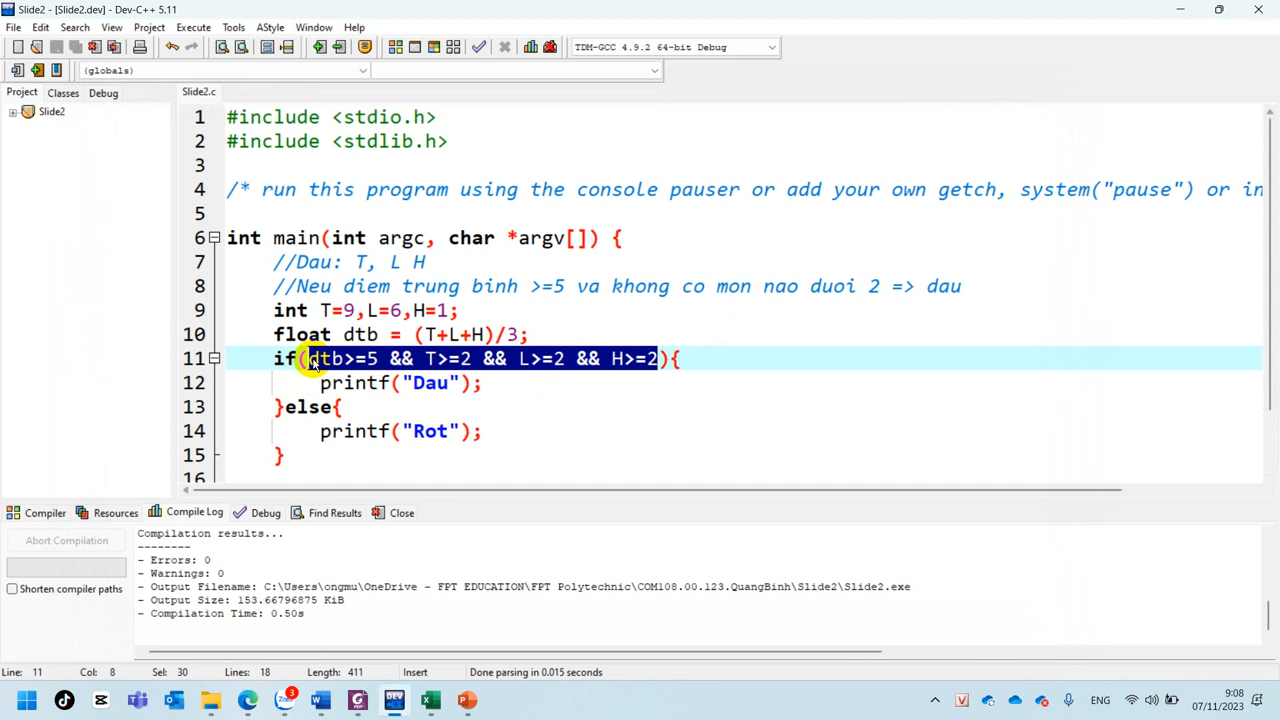 Slide2 - [Slide2.dev] - Dev-C++ 5.11
File Edit Search View Project Execute Tools AStyle Window Help
TDM-GCC 4.9.2 64-bit Debug
(globals)
Project Classes Debug
Slide2.c
Slide2
1 #include <stdio.h>
2 #include <stdlib.h>
3
4 /* run this program using the console pauser or add your own getch, system("pause") or in
5
6 int main(int argc, char *argv[]) {
7 //Dau: T, L H
8 //Neu diem trung binh >=5 va khong co mon nao duoi 2 => dau
9 int T=9,L=6,H=1;
10 float dtb = (T+L+H)/3;
11 if(dtb>=5 && T>=2 && L>=2 && H>=2){
12 printf("Dau");
13 }else{
14 printf("Rot");
15 }
16
Compiler Resources Compile Log Debug Find Results Close
Abort Compilation
Shorten compiler paths
Compilation results...
--------
- Errors: 0
- Warnings: 0
- Output Filename: C:\Users\ongmu\OneDrive - FPT EDUCATION\FPT Polytechnic\COM108.00.123.QuangBinh\Slide2\Slide2.exe
- Output Size: 153.66796875 KiB
- Compilation Time: 0.50s
Line: 11 Col: 8 Sel: 30 Lines: 18 Length: 411 Insert Done parsing in 0.015 seconds
3
DEV
ENG
9:08
07/11/2023